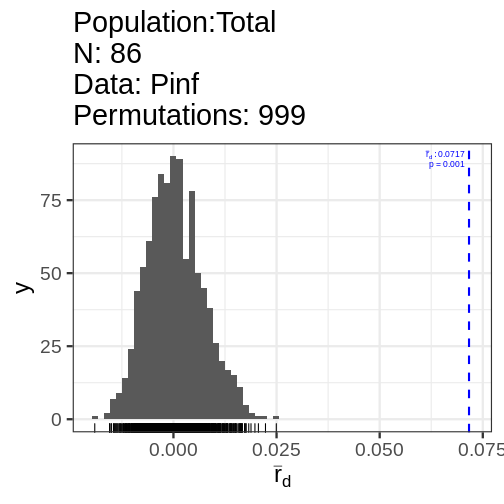 Population:Total
N: 86
Data: Pinf
Permutations: 999
r̄d : 0.0717
p = 0.001
75
50
25
0
y
0.000 0.025 0.050 0.075
r̄d